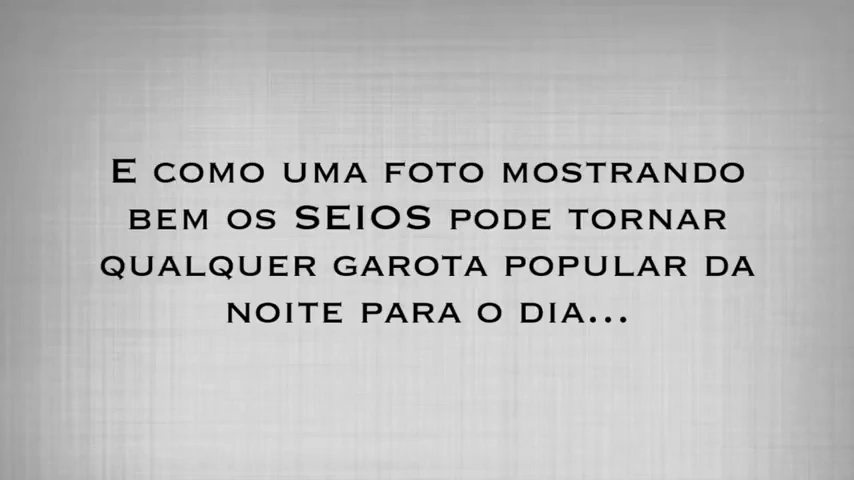 E COMO UMA FOTO MOSTRANDO
BEM OS SEIOS PODE TORNAR
QUALQUER GAROTA POPULAR DA
NOITE PARA O DIA...